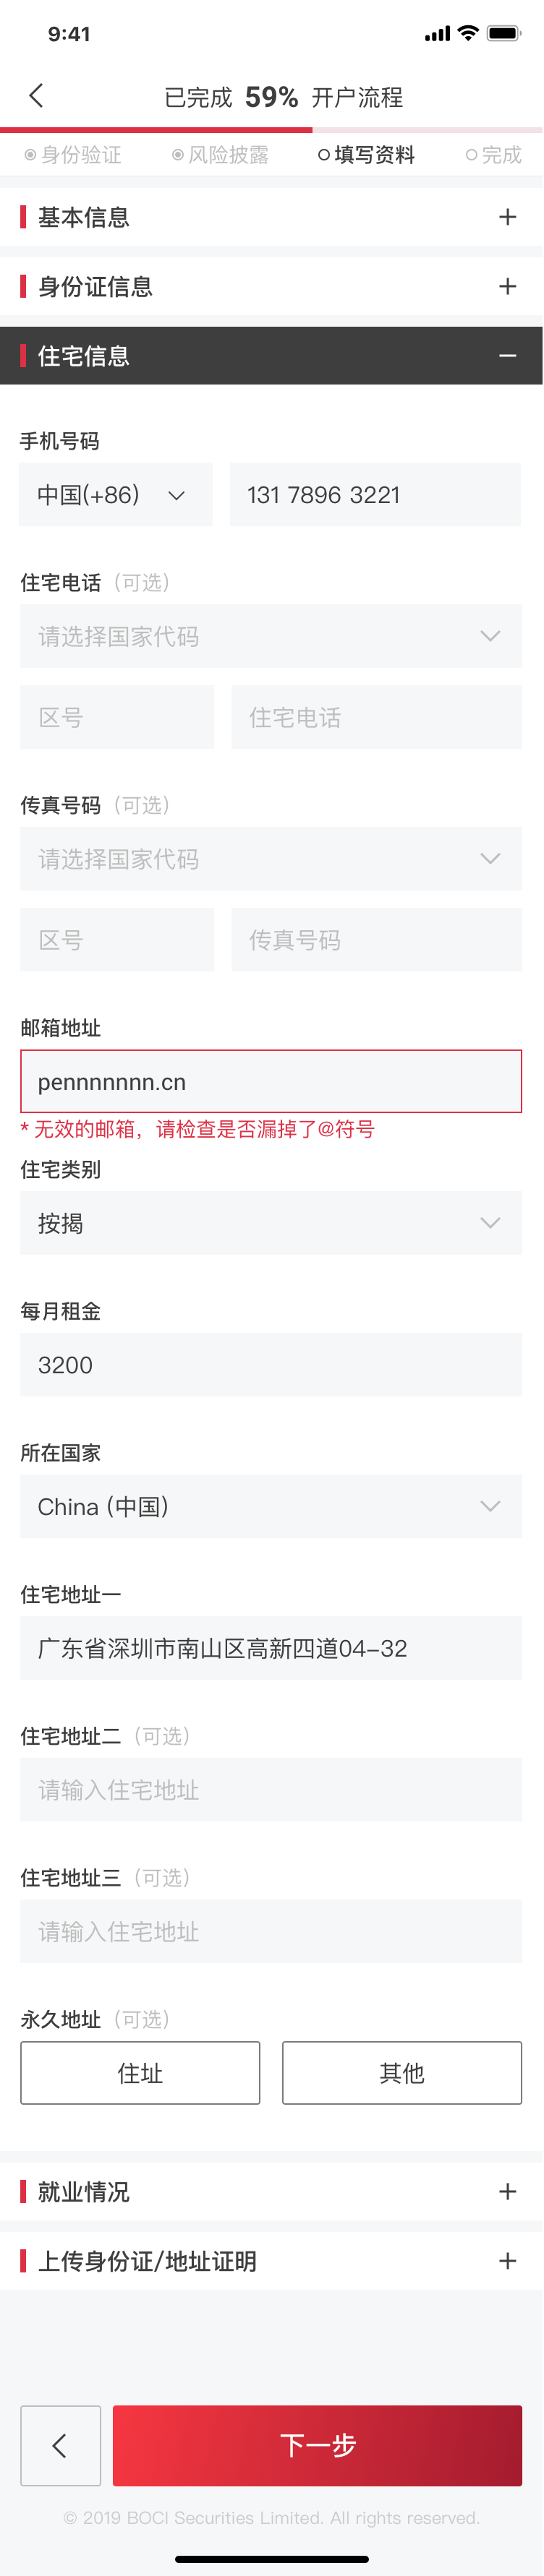 9:41
已完成 59% 开户流程
身份验证 风险披露 填写资料 完成
基本信息
身份证信息
住宅信息
手机号码
中国(+86) 131 7896 3221
住宅电话（可选）
请选择国家代码
区号 住宅电话
传真号码（可选）
请选择国家代码
区号 传真号码
邮箱地址
pennnnnnn.cn
* 无效的邮箱，请检查是否漏掉了@符号
住宅类别
按揭
每月租金
3200
所在国家
China (中国)
住宅地址一
广东省深圳市南山区高新四道04-32
住宅地址二（可选）
请输入住宅地址
住宅地址三（可选）
请输入住宅地址
永久地址（可选）
住址 其他
就业情况
上传身份证/地址证明
下一步
© 2019 BOCI Securities Limited. All rights reserved.